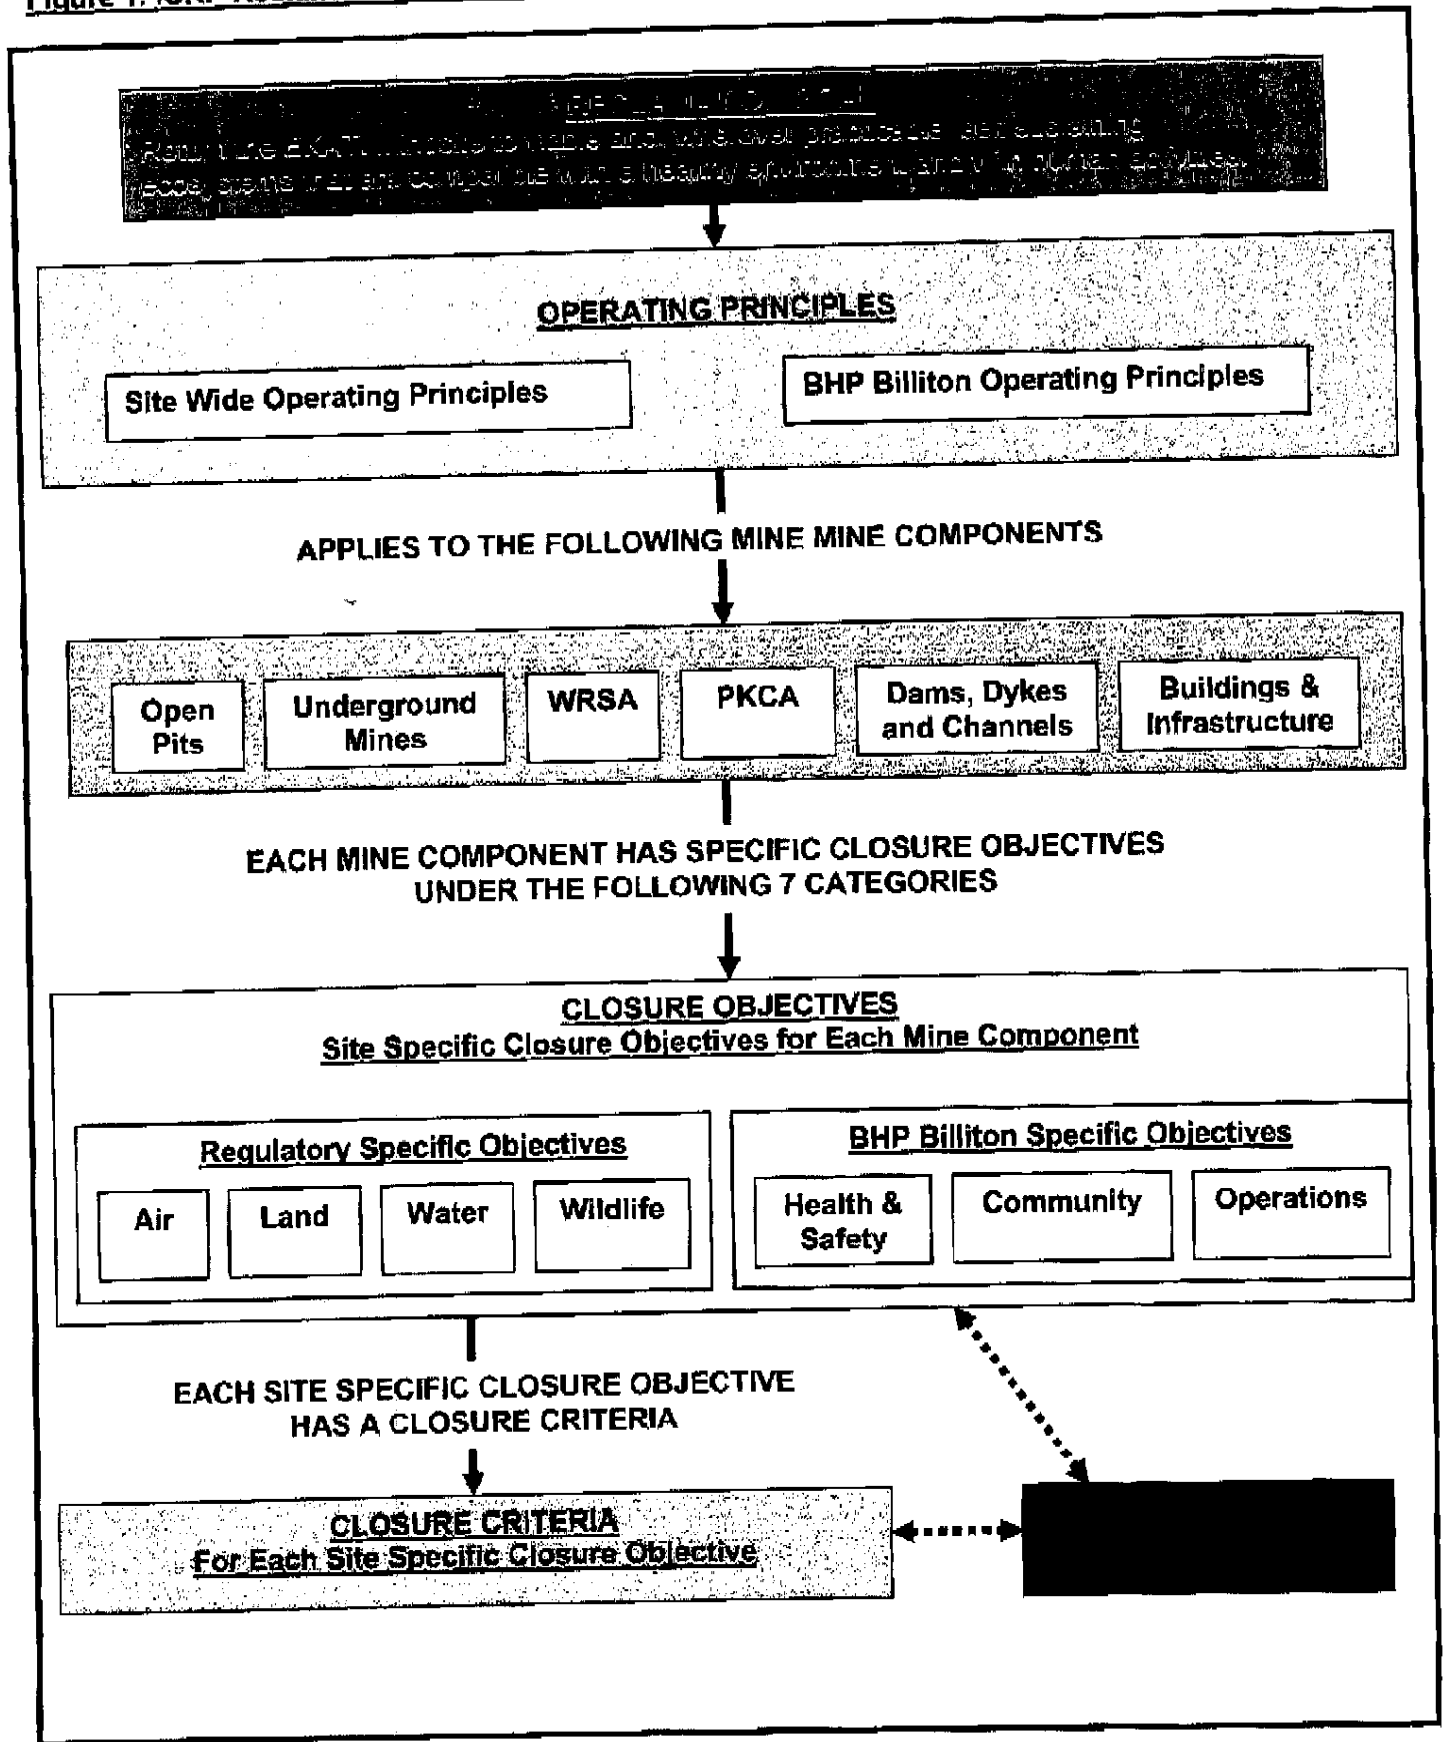 Figure 1:
OPERATING PRINCIPLES
Site Wide Operating Principles
BHP Billiton Operating Principles
APPLIES TO THE FOLLOWING MINE MINE COMPONENTS
Open
Pits
Underground
Mines
WRSA
PKCA
Dams, Dykes
and Channels
Buildings &
Infrastructure
EACH MINE COMPONENT HAS SPECIFIC CLOSURE OBJECTIVES
UNDER THE FOLLOWING 7 CATEGORIES
CLOSURE OBJECTIVES
Site Specific Closure Objectives for Each Mine Component
Regulatory Specific Objectives
Air
Land
Water
Wildlife
BHP Billiton Specific Objectives
Health &
Safety
Community
Operations
EACH SITE SPECIFIC CLOSURE OBJECTIVE
HAS A CLOSURE CRITERIA
CLOSURE CRITERIA
For Each Site Specific Closure Objective